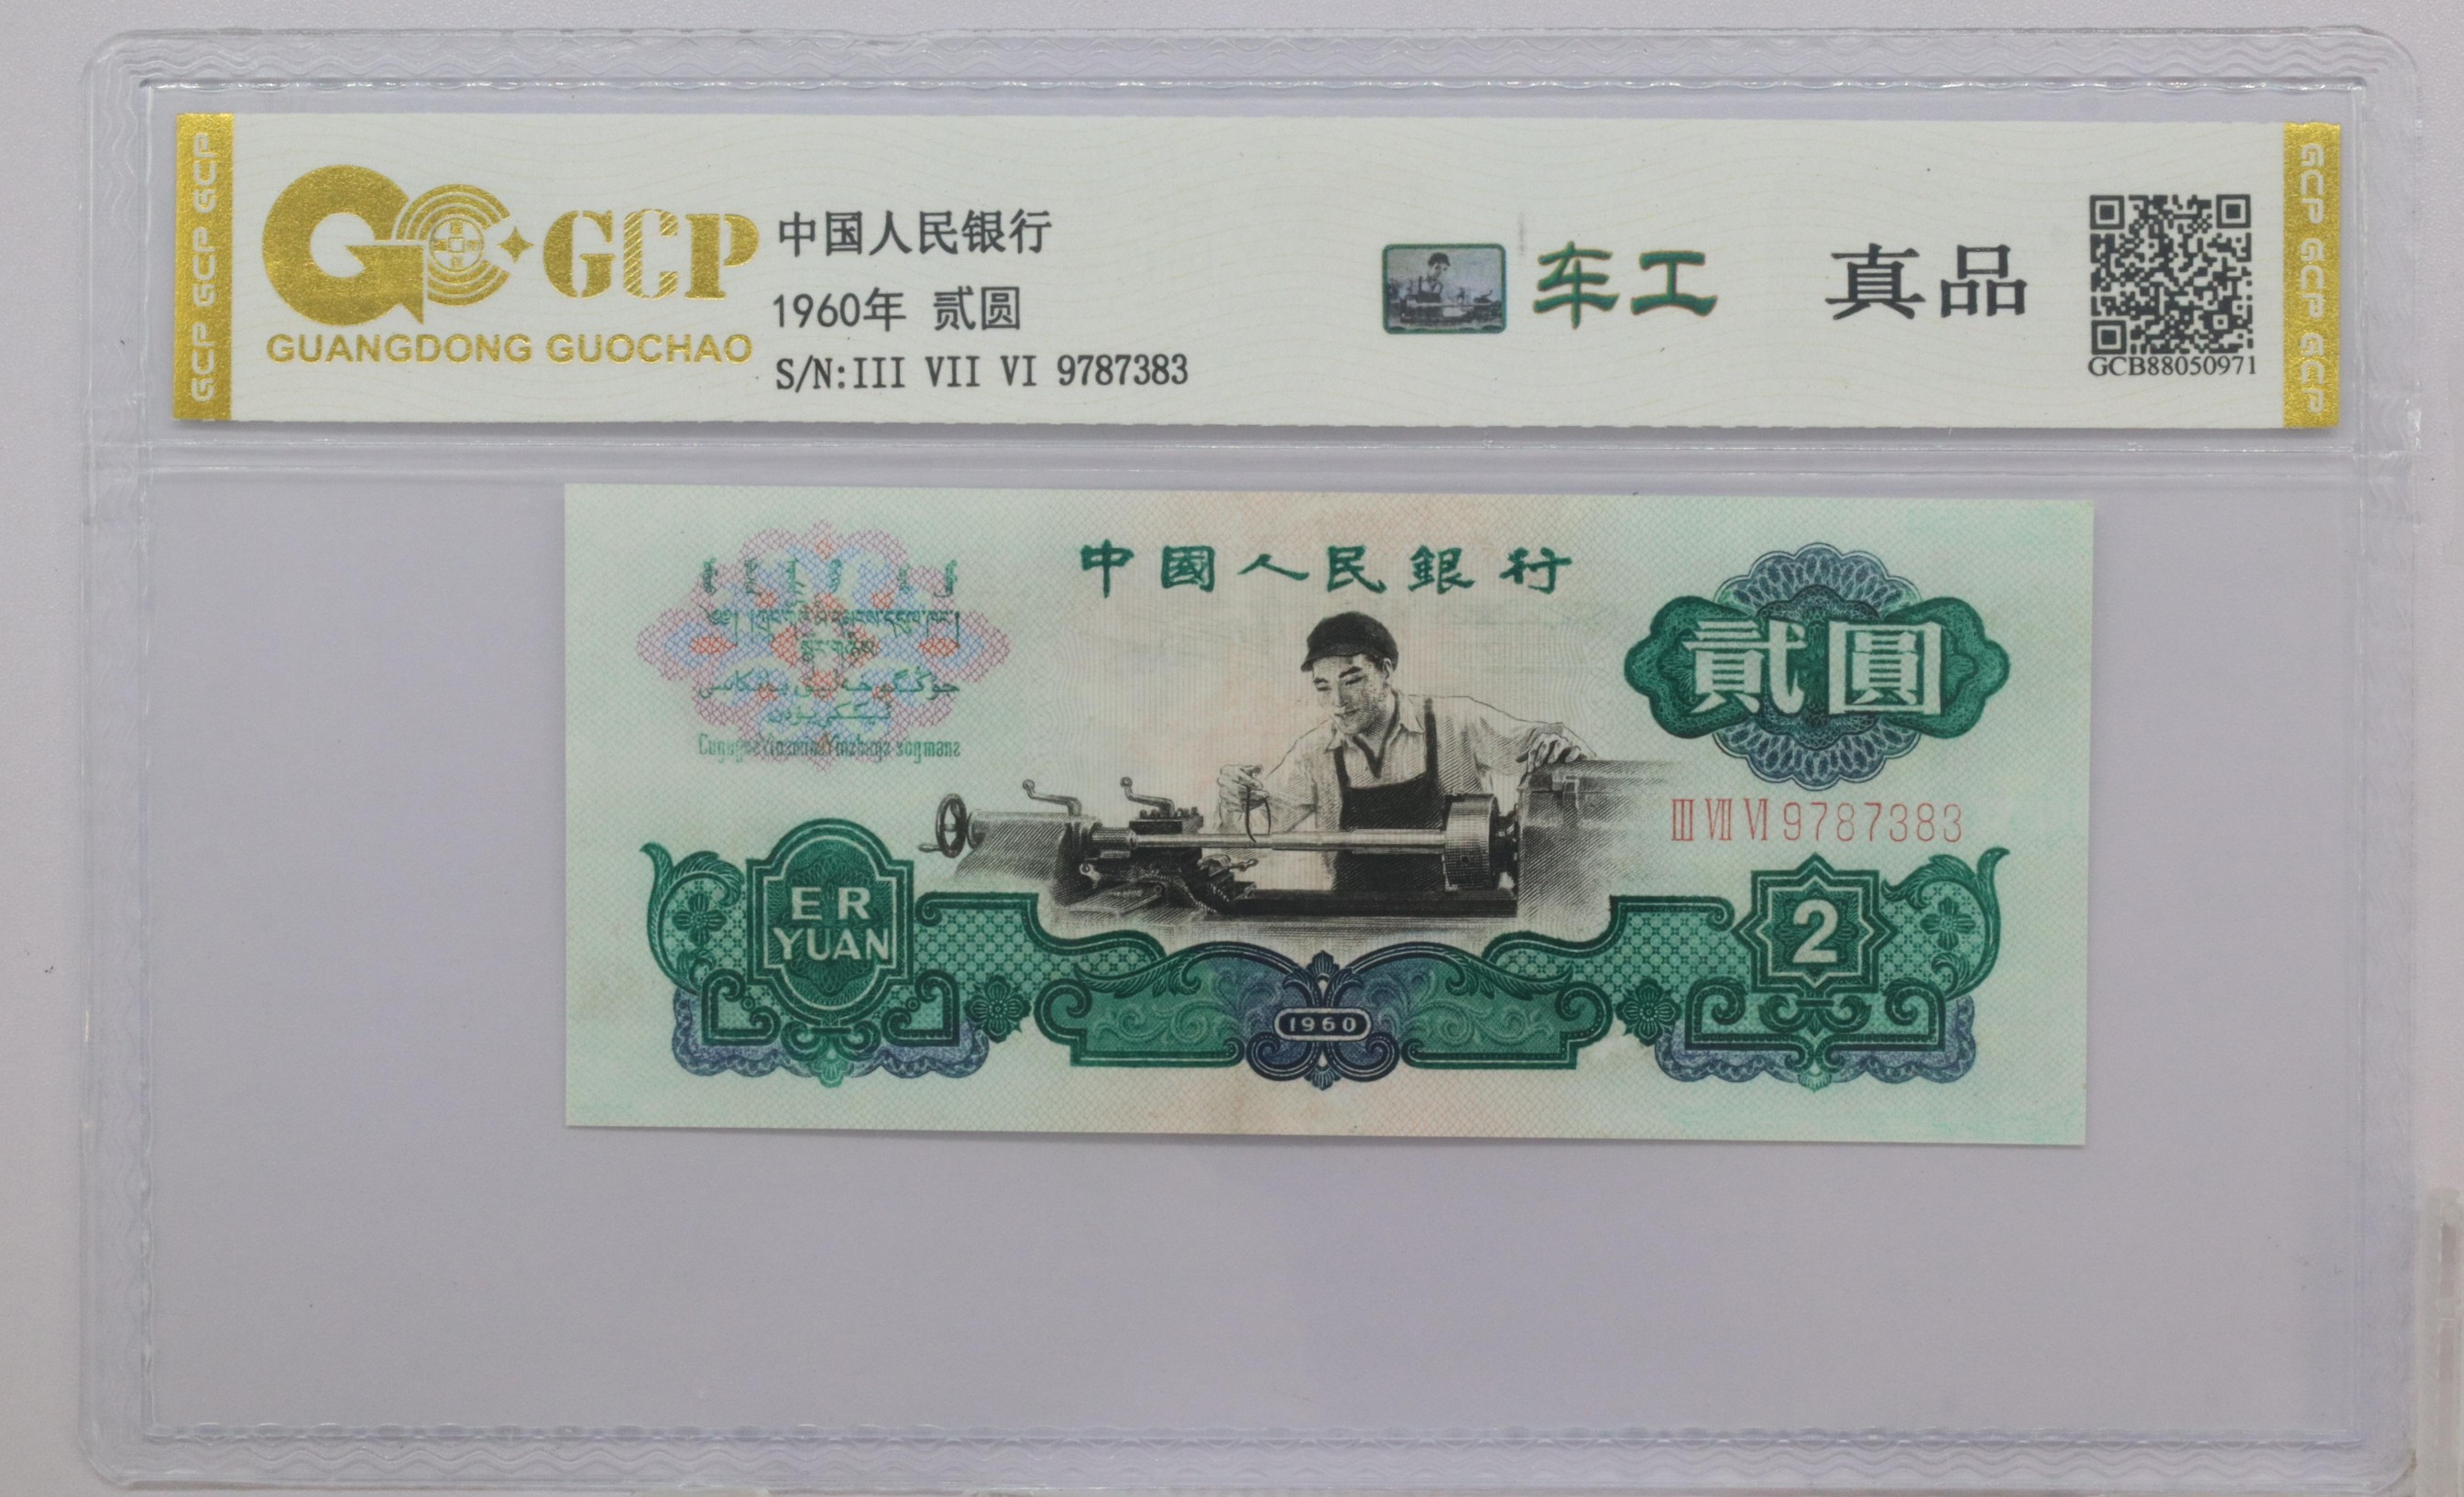 GCP GCP GCP
GCP
GUANGDONG GUOCHAO
中国人民银行
1960年 贰圆
S/N:III VII VI 9787383
车工
真品
GCB88050971
GCP GCP GCP
中國人民銀行
貳圓
III VII VI 9787383
ER
YUAN
2
1960